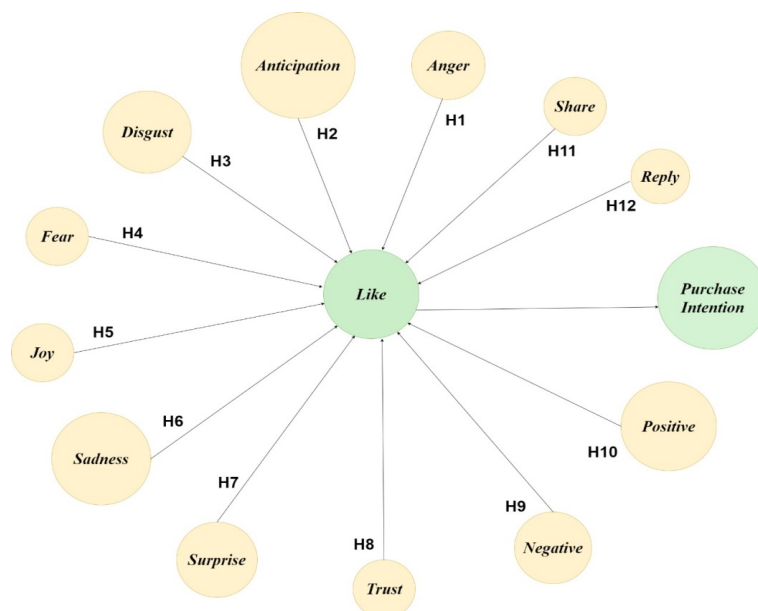 Anticipation
Anger
Share
Disgust
H2
H1
H11
H3
Reply
H12
Fear
H4
Like
Purchase
Intention
H5
Joy
H6
Positive
Sadness
H10
H7
H9
H8
Negative
Surprise
Trust